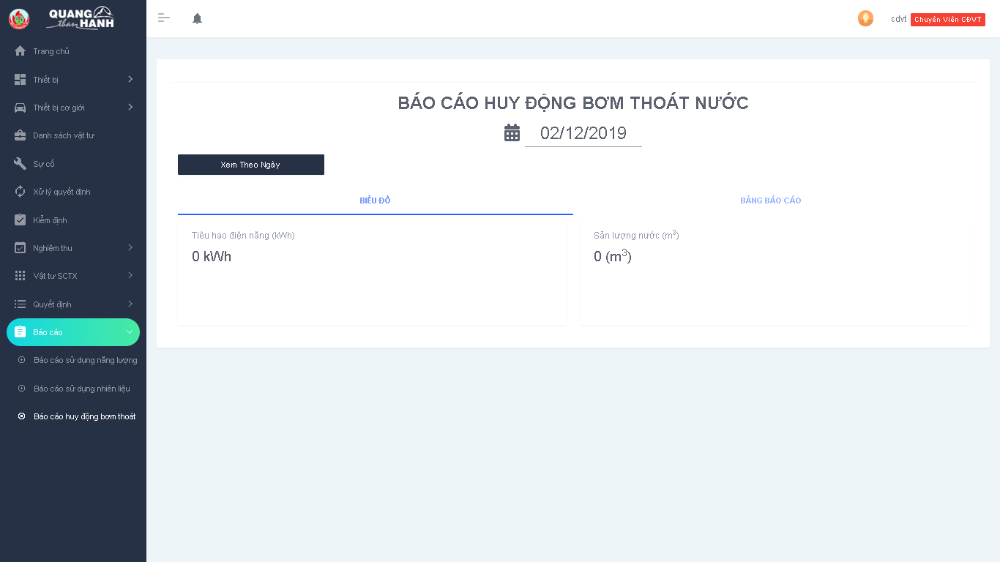 QUANG
than HANH
cdvt Chuyên Viên CĐVT
Trang chủ
Thiết bị
Thiết bị cơ giới
Danh sách vật tư
Sự cố
Xử lý quyết định
Kiểm định
Nghiệm thu
Vật tư SCTX
Quyết định
Báo cáo
Báo cáo sử dụng năng lượng
Báo cáo sử dụng nhiên liệu
Báo cáo huy động bơm thoát
BÁO CÁO HUY ĐỘNG BƠM THOÁT NƯỚC
02/12/2019
Xem Theo Ngày
BIỂU ĐỒ
BẢNG BÁO CÁO
Tiêu hao điện năng (kWh)
0 kWh
Sản lượng nước (m³)
0 (m³)